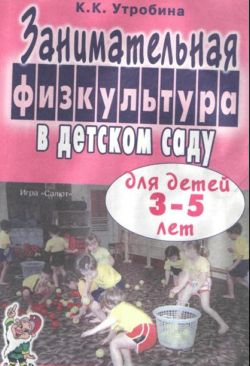 К.К. Утробина
Занимательная
физкультура
в детском саду
для детей
3-5
лет
Игра «Салют»